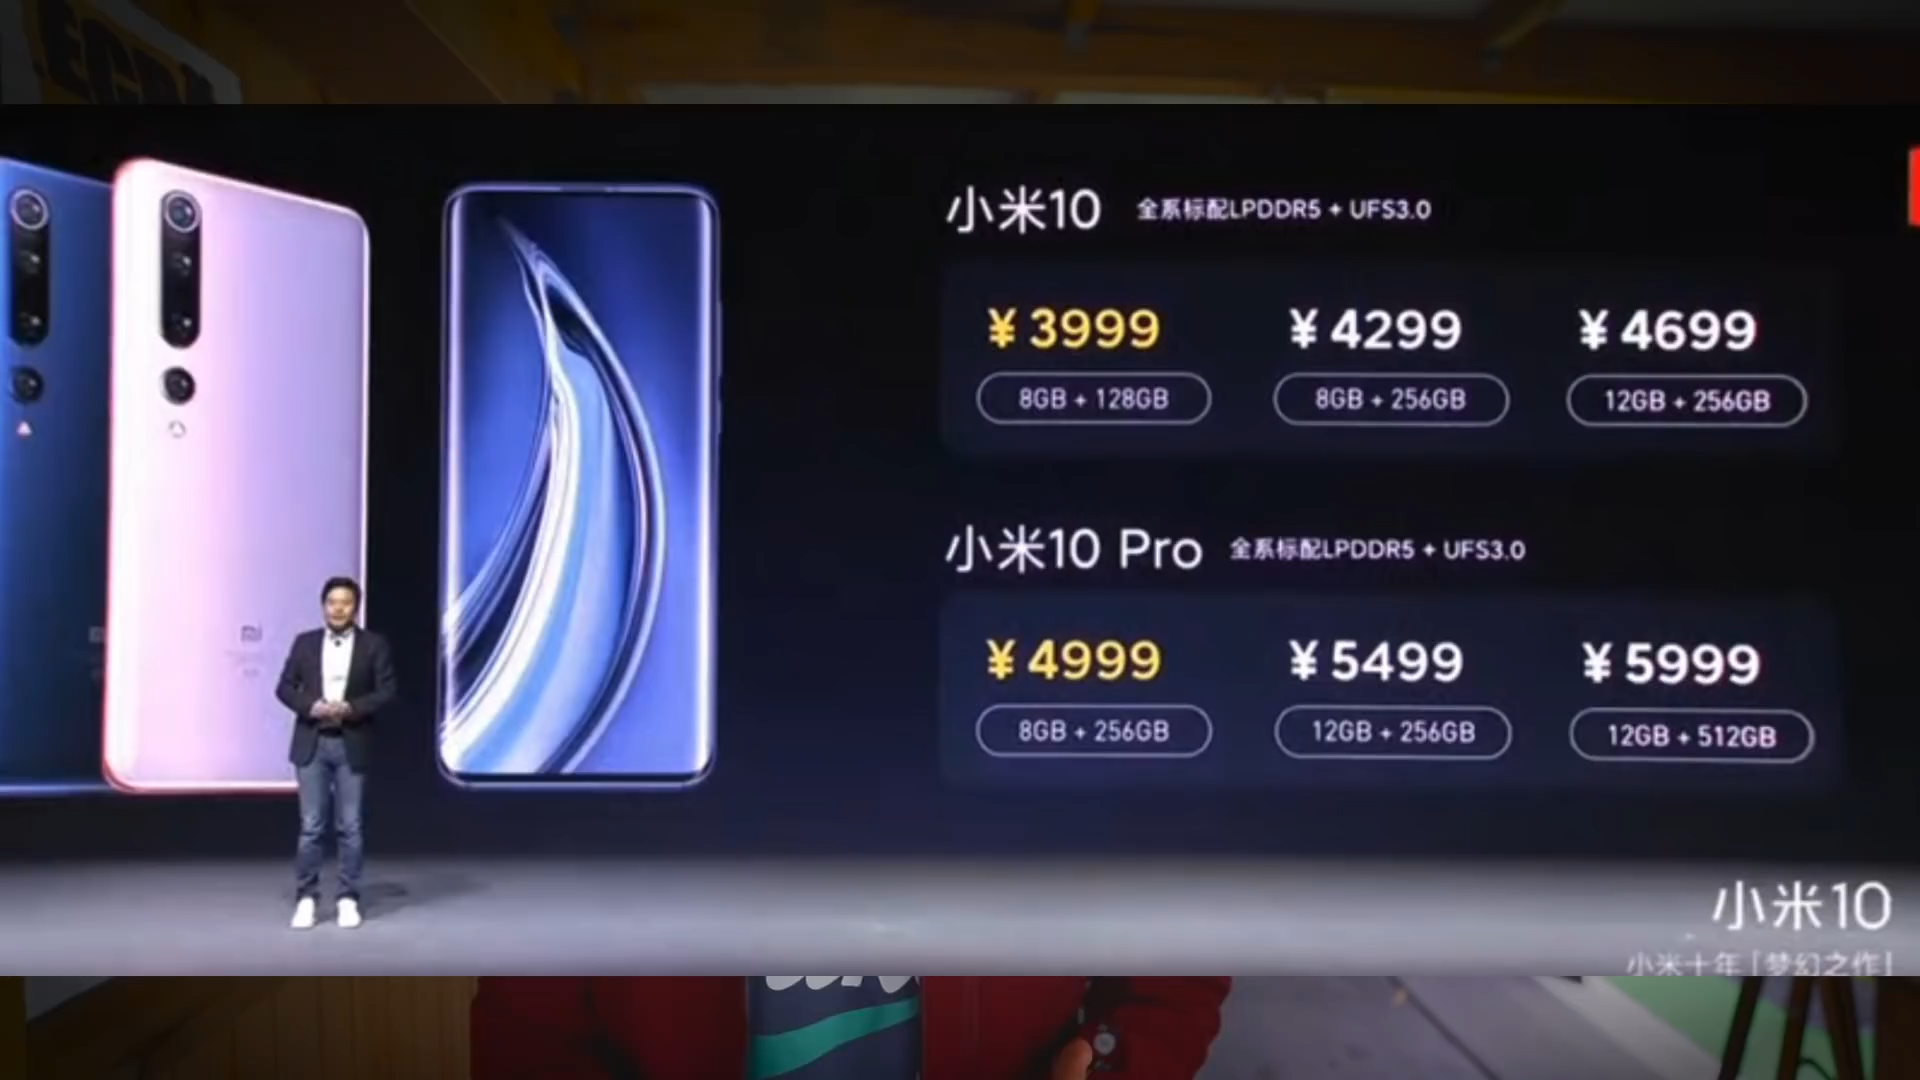 小米10 全系标配LPDDR5 + UFS3.0
¥3999 ¥4299 ¥4699
8GB + 128GB 8GB + 256GB 12GB + 256GB
小米10 Pro 全系标配LPDDR5 + UFS3.0
¥4999 ¥5499 ¥5999
8GB + 256GB 12GB + 256GB 12GB + 512GB
MI
小米10
小米十年「梦幻之作」